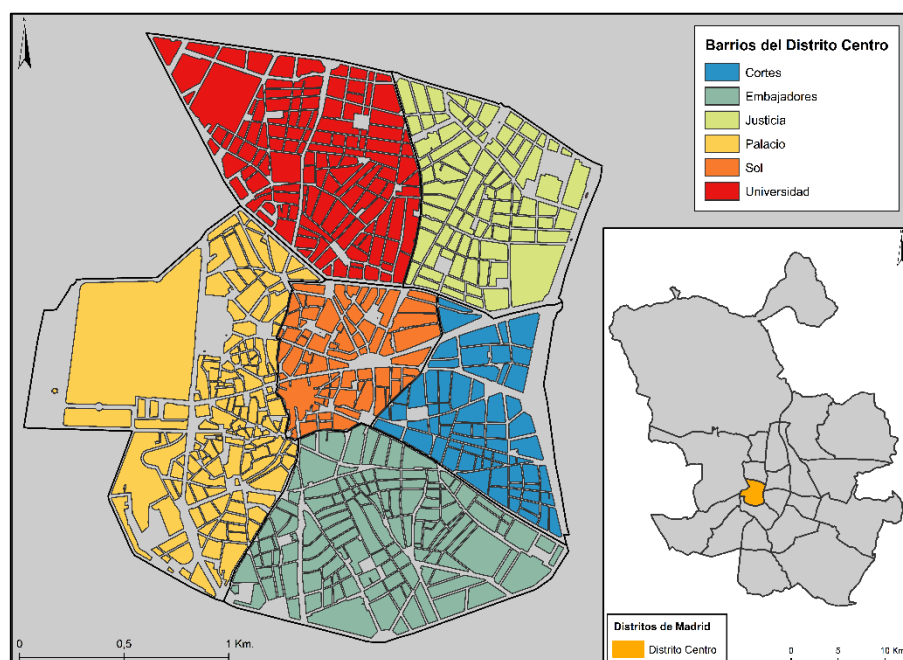 Barrios del Distrito Centro
Cortes
Embajadores
Justicia
Palacio
Sol
Universidad
0 0,5 1 Km.
Distritos de Madrid
Distrito Centro
0 5 10 Km.